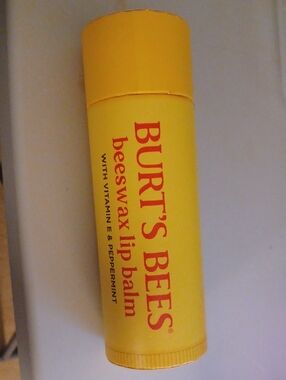 BURT'S BEES®
beeswax lip balm
WITH VITAMIN E & PEPPERMINT